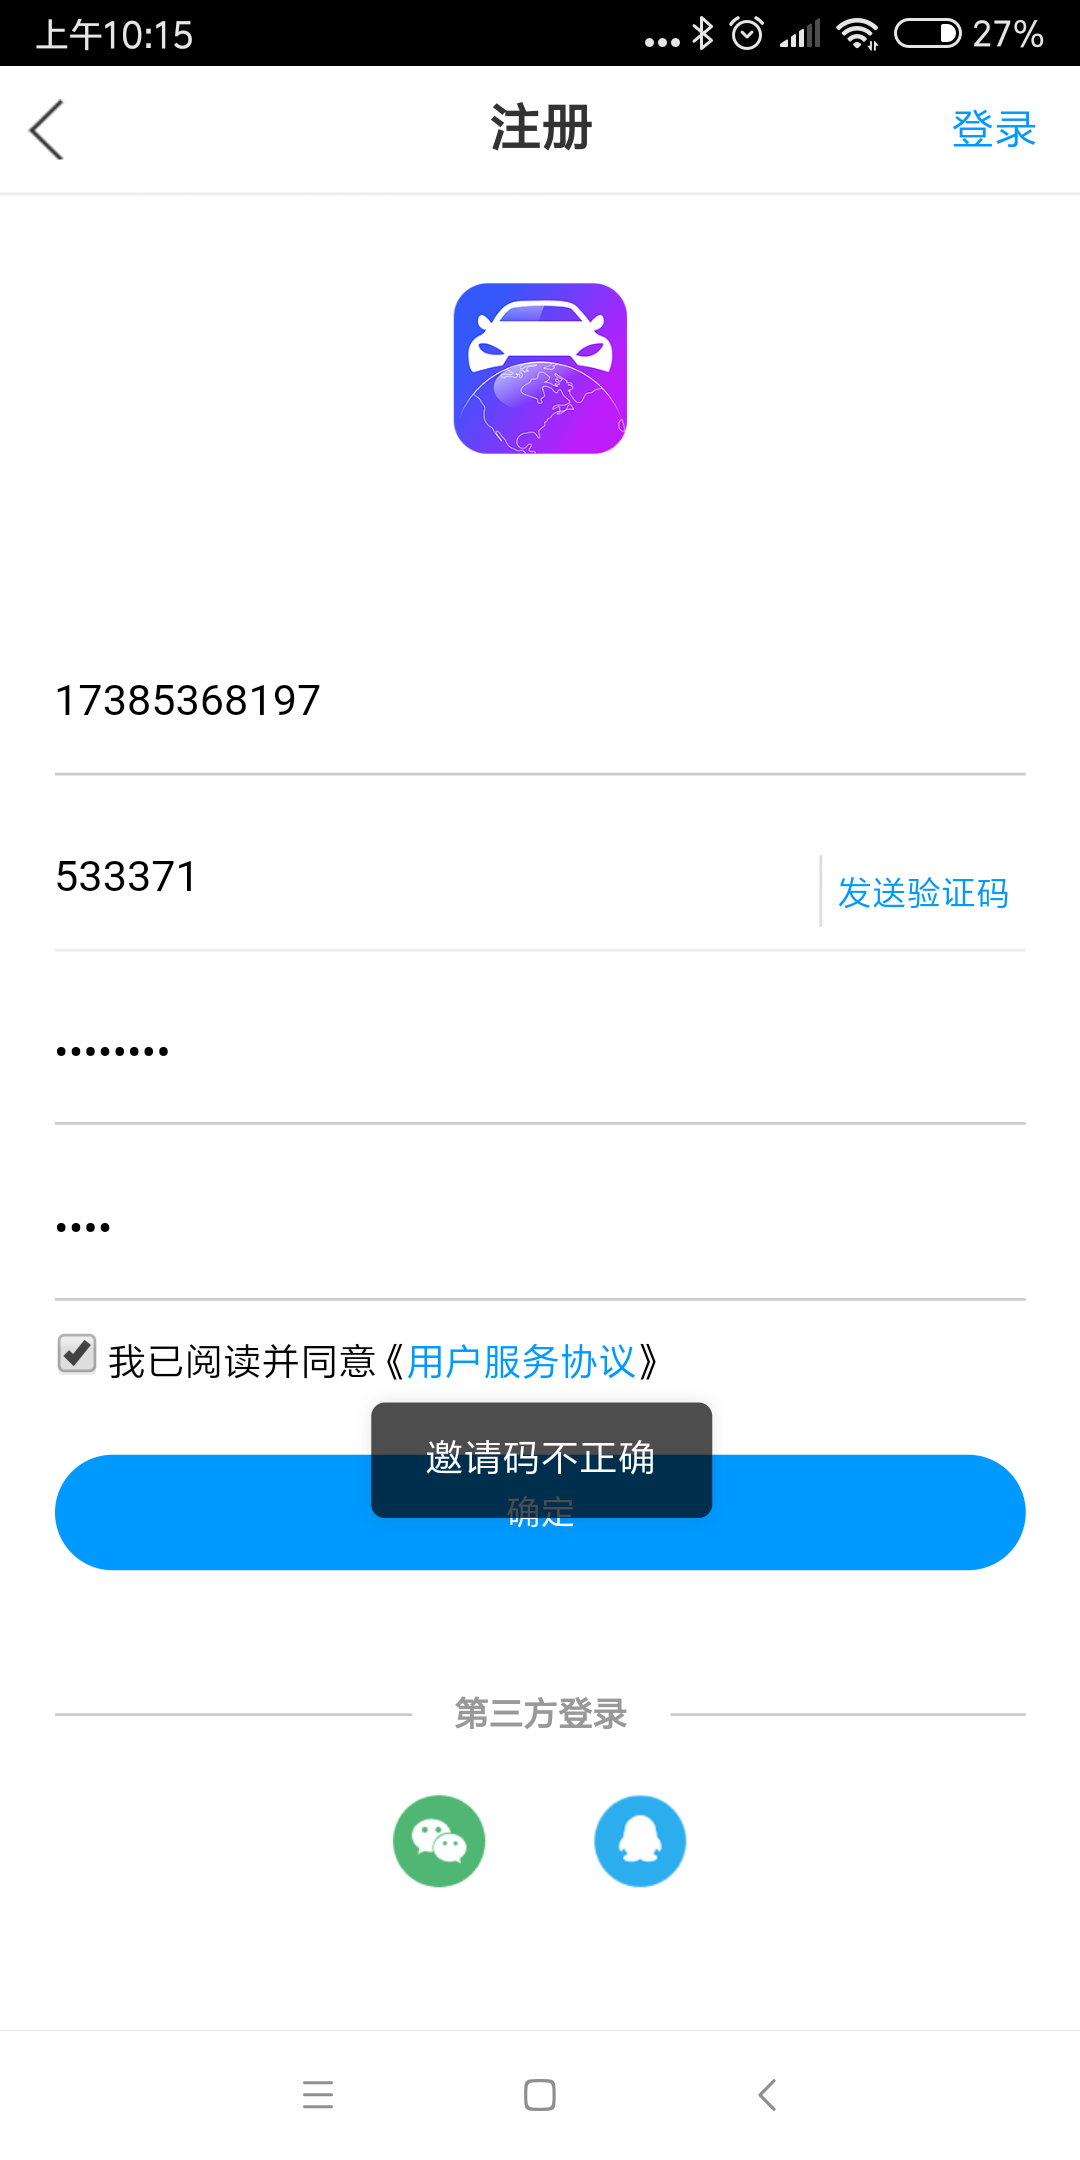 上午10:15
27%
注册
登录
17385368197
533371
发送验证码
••••••••
••••
我已阅读并同意《用户服务协议》
邀请码不正确
确定
第三方登录